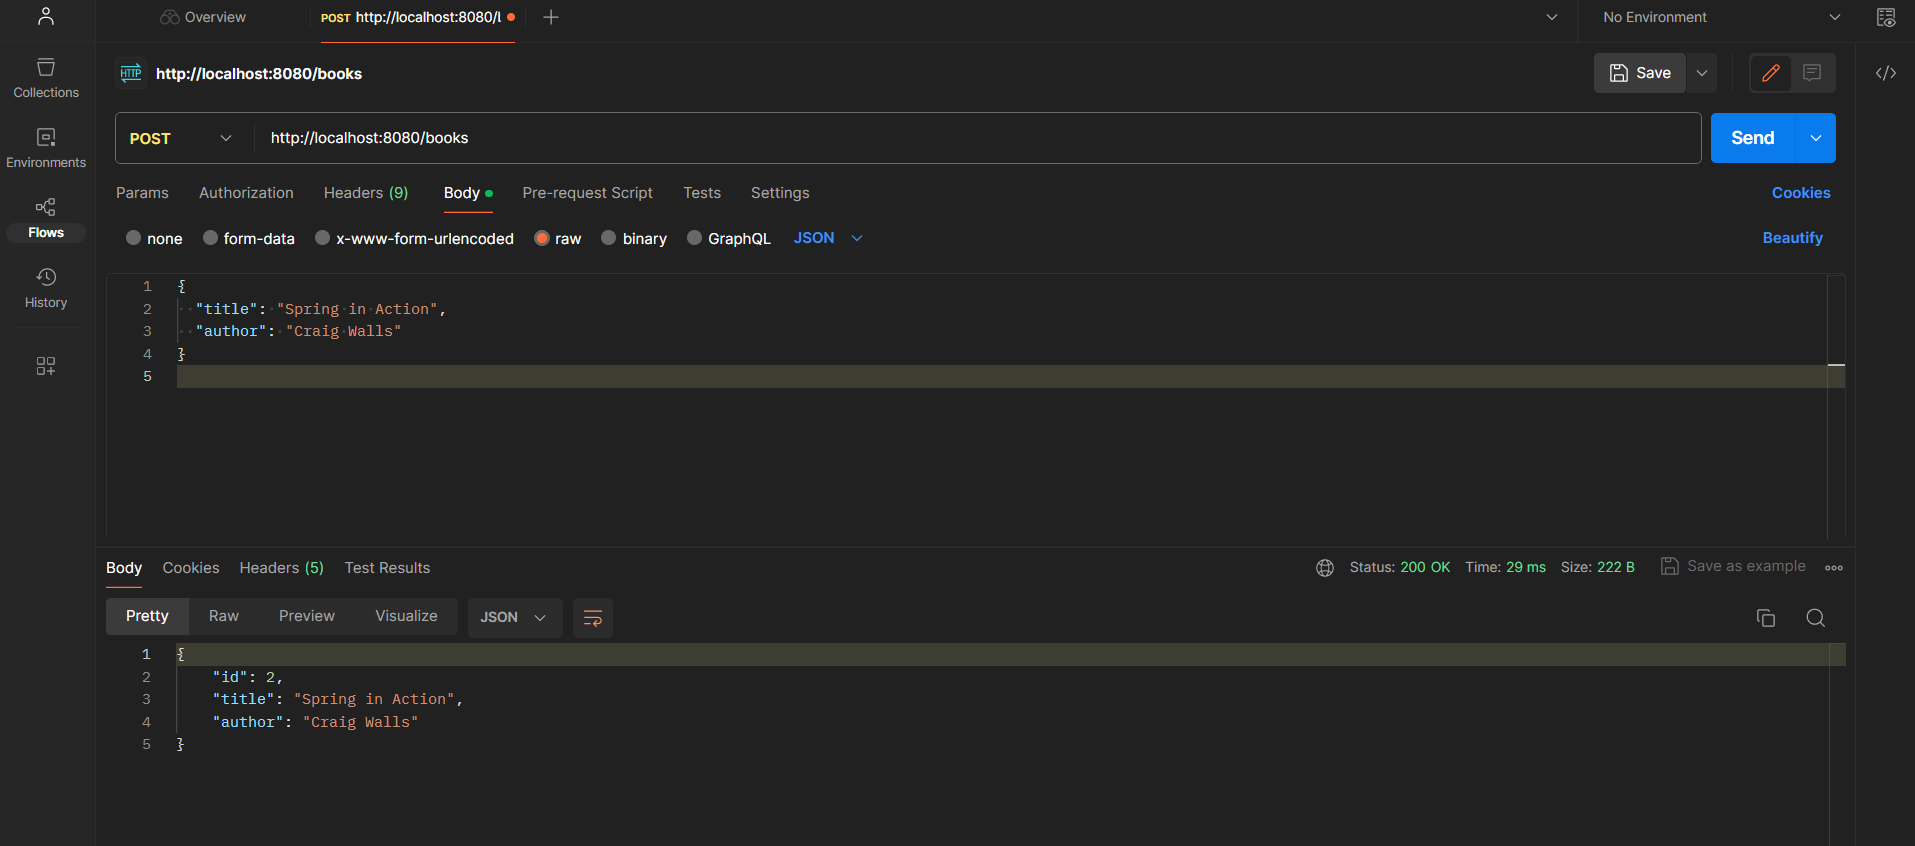 Overview
POST http://localhost:8080/l
No Environment
Collections
Environments
Flows
History
HTTP
http://localhost:8080/books
Save
POST
http://localhost:8080/books
Send
Params Authorization Headers (9) Body Pre-request Script Tests Settings
Cookies
none form-data x-www-form-urlencoded raw binary GraphQL JSON
Beautify
1 {
2 "title": "Spring in Action",
3 "author": "Craig Walls"
4 }
5
Body Cookies Headers (5) Test Results
Status: 200 OK Time: 29 ms Size: 222 B
Save as example
Pretty Raw Preview Visualize JSON
1 {
2 "id": 2,
3 "title": "Spring in Action",
4 "author": "Craig Walls"
5 }